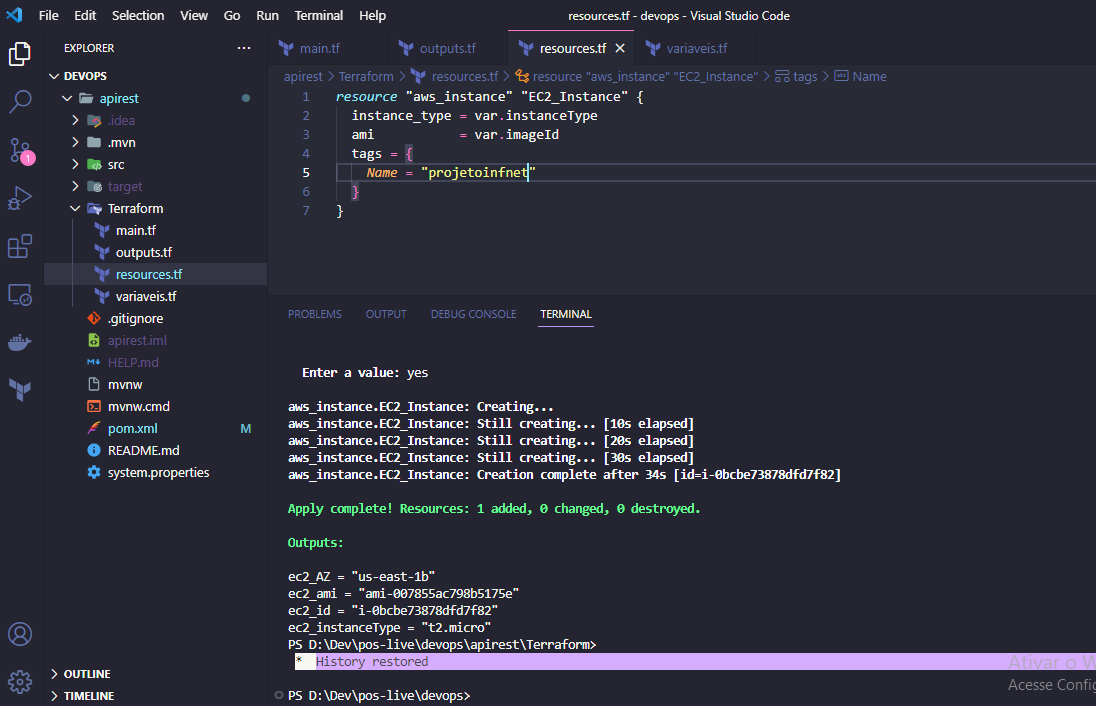 File Edit Selection View Go Run Terminal Help resources.tf - devops - Visual Studio Code
EXPLORER ...
DEVOPS
apirest
.idea
.mvn
src
target
Terraform
main.tf
outputs.tf
resources.tf
variaveis.tf
.gitignore
apirest.iml
HELP.md
mvnw
mvnw.cmd
pom.xml M
README.md
system.properties
OUTLINE
TIMELINE
1
main.tf outputs.tf resources.tf variaveis.tf
apirest > Terraform > resources.tf > resource "aws_instance" "EC2_Instance" > tags > Name
1 resource "aws_instance" "EC2_Instance" {
2 instance_type = var.instanceType
3 ami = var.imageId
4 tags = {
5 Name = "projetoinfnet"
6 }
7 }
PROBLEMS OUTPUT DEBUG CONSOLE TERMINAL
Enter a value: yes
aws_instance.EC2_Instance: Creating...
aws_instance.EC2_Instance: Still creating... [10s elapsed]
aws_instance.EC2_Instance: Still creating... [20s elapsed]
aws_instance.EC2_Instance: Still creating... [30s elapsed]
aws_instance.EC2_Instance: Creation complete after 34s [id=i-0bcbe73878dfd7f82]
Apply complete! Resources: 1 added, 0 changed, 0 destroyed.
Outputs:
ec2_AZ = "us-east-1b"
ec2_ami = "ami-007855ac798b5175e"
ec2_id = "i-0bcbe73878dfd7f82"
ec2_instanceType = "t2.micro"
PS D:\Dev\pos-live\devops\apirest\Terraform>
* History restored
PS D:\Dev\pos-live\devops>
Ativar o W
Acesse Config